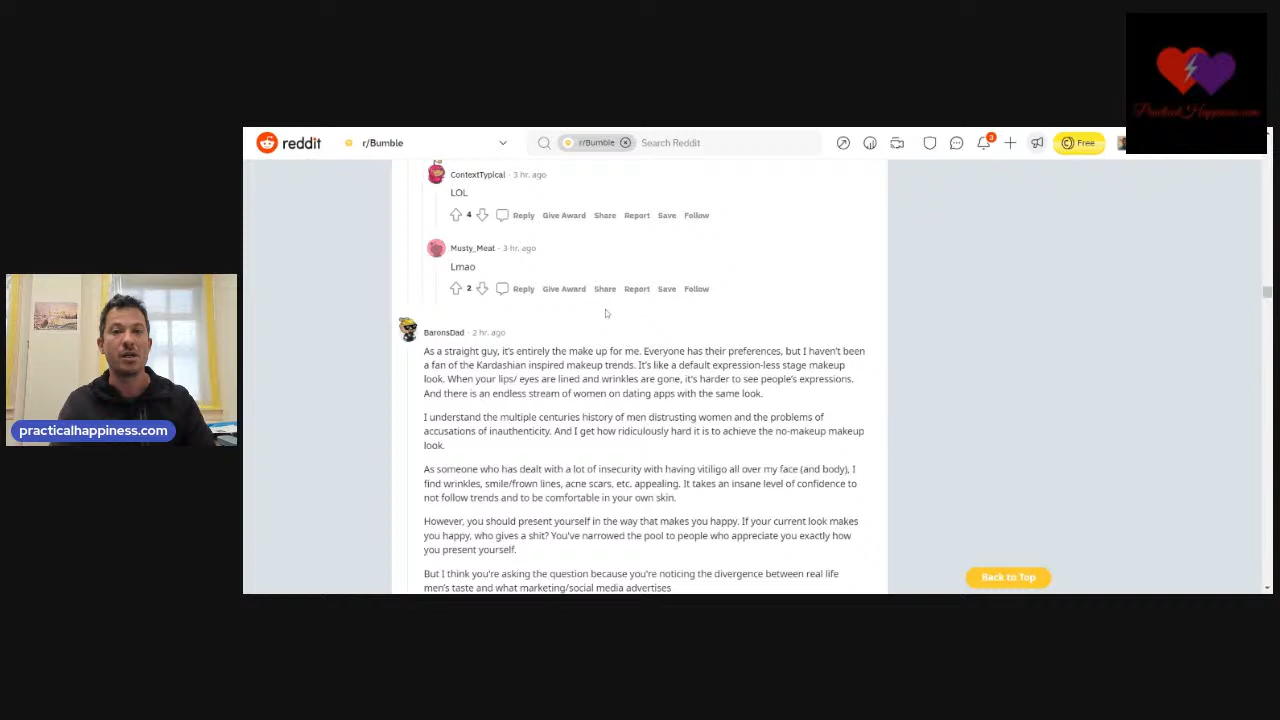 PracticalHappiness.com
reddit
r/Bumble
r/Bumble
Search Reddit
3
Free
ContextTypical · 3 hr. ago
LOL
4
Reply
Give Award
Share
Report
Save
Follow
Musty_Meat · 3 hr. ago
Lmao
2
Reply
Give Award
Share
Report
Save
Follow
BaronsDad · 2 hr. ago
As a straight guy, it's entirely the make up for me. Everyone has their preferences, but I haven't been
a fan of the Kardashian inspired makeup trends. It's like a default expression-less stage makeup
look. When your lips/ eyes are lined and wrinkles are gone, it's harder to see people's expressions.
And there is an endless stream of women on dating apps with the same look.
I understand the multiple centuries history of men distrusting women and the problems of
accusations of inauthenticity. And I get how ridiculously hard it is to achieve the no-makeup makeup
look.
As someone who has dealt with a lot of insecurity with having vitiligo all over my face (and body), I
find wrinkles, smile/frown lines, acne scars, etc. appealing. It takes an insane level of confidence to
not follow trends and to be comfortable in your own skin.
However, you should present yourself in the way that makes you happy. If your current look makes
you happy, who gives a shit? You've narrowed the pool to people who appreciate you exactly how
you present yourself.
But I think you're asking the question because you're noticing the divergence between real life
men's taste and what marketing/social media advertises
Back to Top
practicalhappiness.com